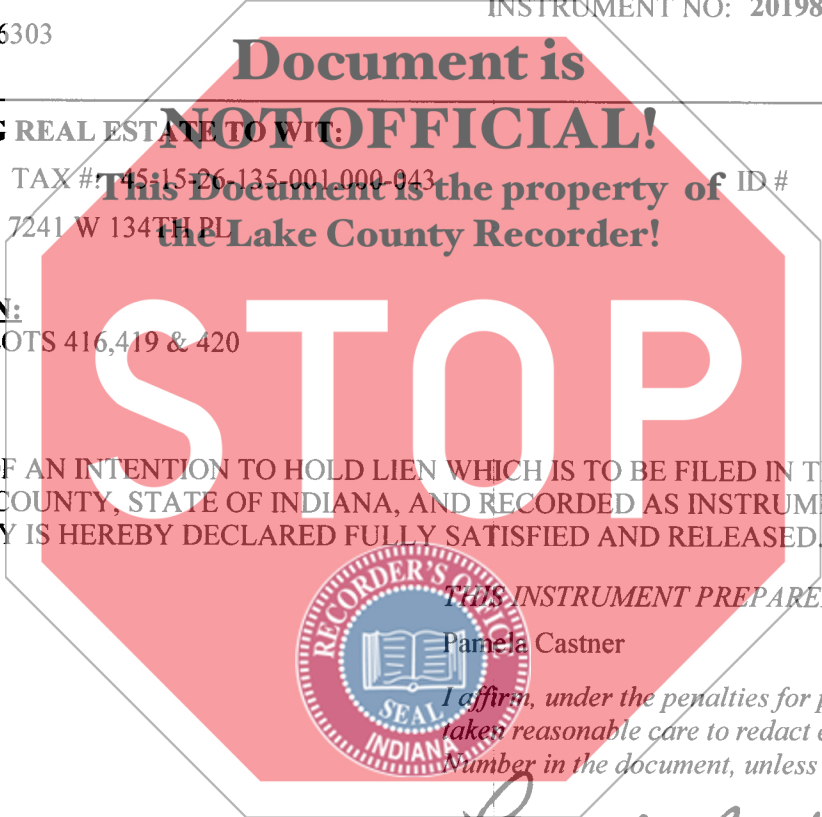 INSTRUMENT NO: 20198
6303
Document is
NOT OFFICIAL!
REAL ESTATE TO WIT:
TAX #: 45-15-26-135-001.000-043 ID #
This Document is the property of
7241 W 134TH PL
the Lake County Recorder!
N:
OTS 416,419 & 420
STOP
F AN INTENTION TO HOLD LIEN WHICH IS TO BE FILED IN T
COUNTY, STATE OF INDIANA, AND RECORDED AS INSTRUM
Y IS HEREBY DECLARED FULLY SATISFIED AND RELEASED.
THIS INSTRUMENT PREPARE
Pamela Castner
I affirm, under the penalties for p
taken reasonable care to redact e
Number in the document, unless
RECORDER'S OFFICE
SEAL
INDIANA